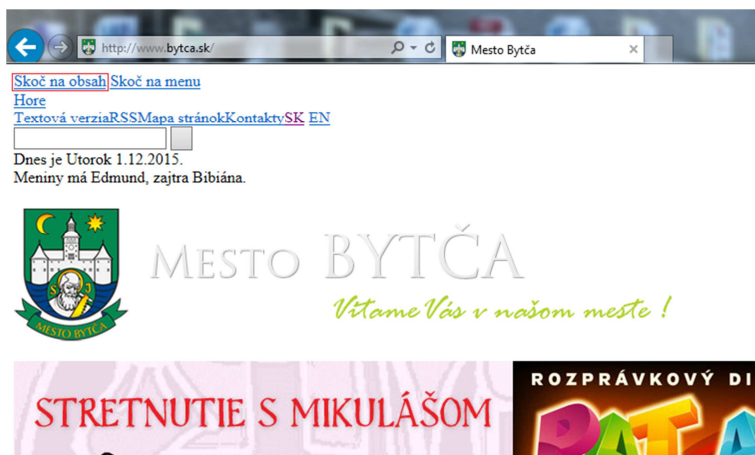 http://www.bytca.sk/
Mesto Bytča
Skoč na obsah Skoč na menu
Hore
Textová verziaRSSMapa stránokKontaktySK EN
Dnes je Utorok 1.12.2015.
Meniny má Edmund, zajtra Bibiána.
S J
MESTO BYTČA
MESTO BYTČA
Vítame Vás v našom meste !
STRETNUTIE S MIKULÁŠOM
ROZPRÁVKOVÝ DI
PAT A